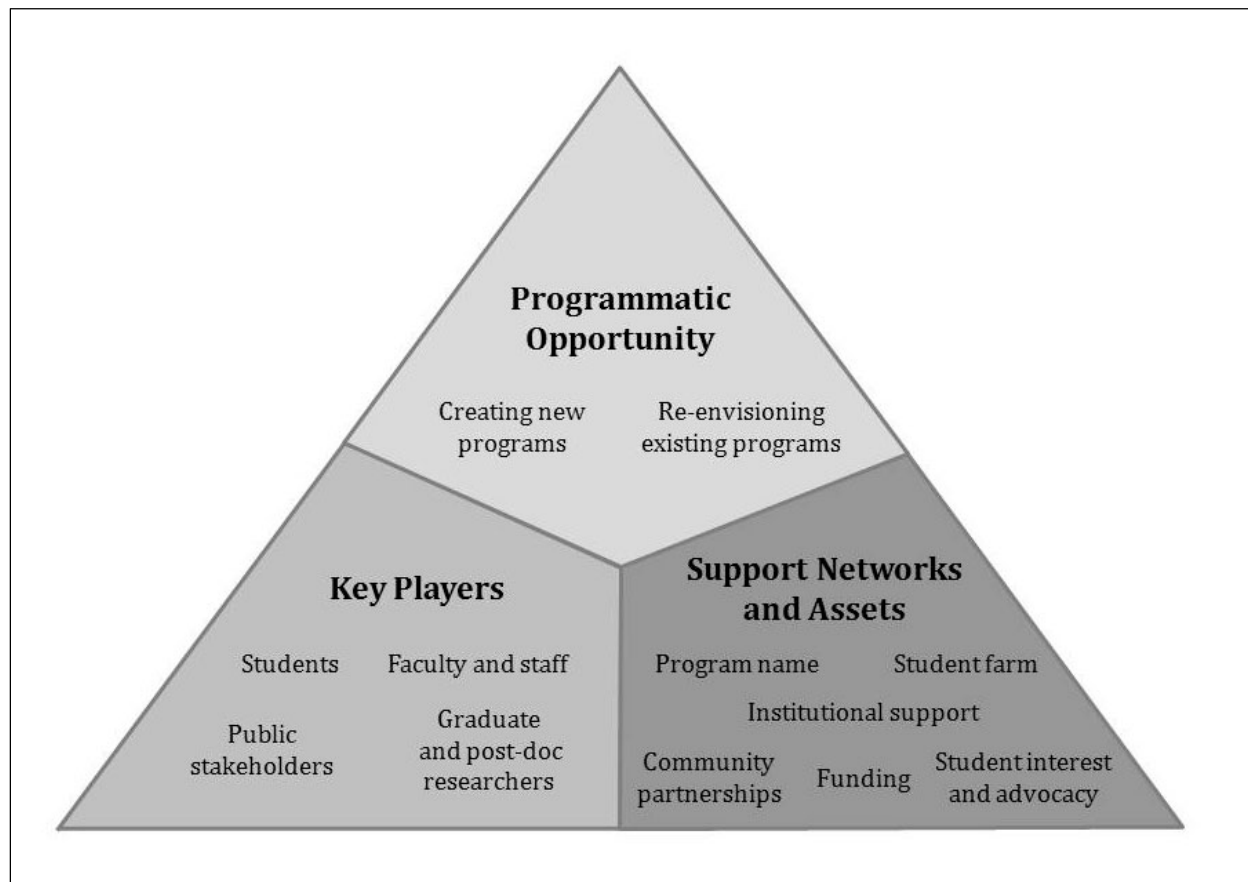 Programmatic
Opportunity
Creating new
programs
Re-envisioning
existing programs
Key Players
Students
Faculty and staff
Public
stakeholders
Graduate
and post-doc
researchers
Support Networks
and Assets
Program name
Student farm
Institutional support
Community
partnerships
Funding
Student interest
and advocacy